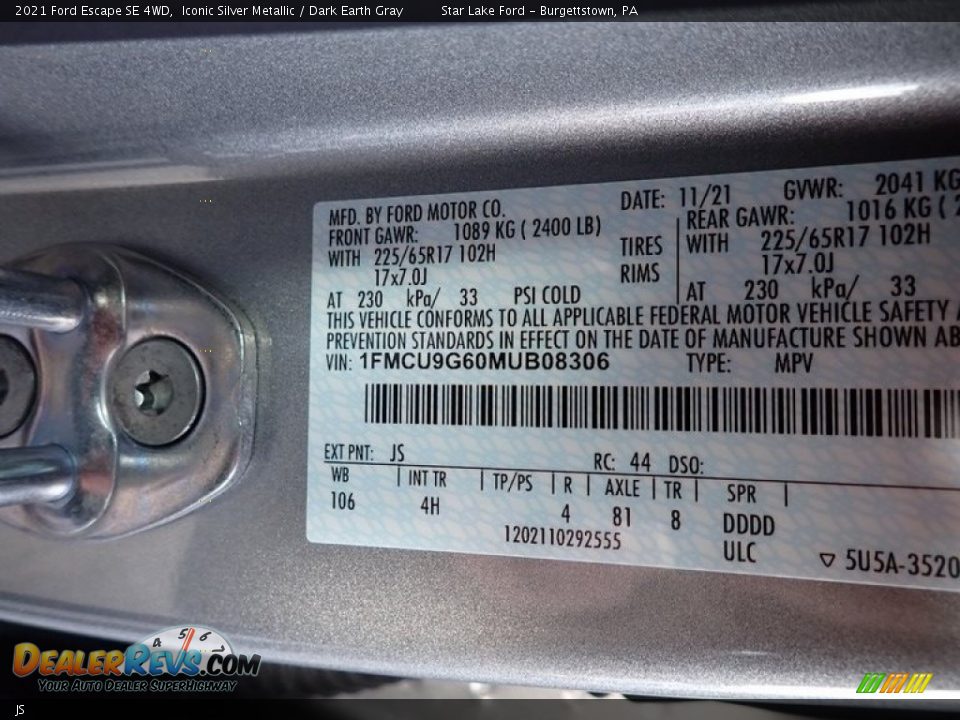 2021 Ford Escape SE 4WD, Iconic Silver Metallic / Dark Earth Gray Star Lake Ford - Burgettstown, PA
MFD. BY FORD MOTOR CO. DATE: 11/21 GVWR: 2041 KG
FRONT GAWR: 1089 KG ( 2400 LB) REAR GAWR: 1016 KG ( 2
WITH 225/65R17 102H TIRES WITH 225/65R17 102H
17x7.0J RIMS 17x7.0J
AT 230 kPa/ 33 PSI COLD AT 230 kPa/ 33
THIS VEHICLE CONFORMS TO ALL APPLICABLE FEDERAL MOTOR VEHICLE SAFETY A
PREVENTION STANDARDS IN EFFECT ON THE DATE OF MANUFACTURE SHOWN AB
VIN: 1FMCU9G60MUB08306 TYPE: MPV
EXT PNT: JS RC: 44 DSO:
WB INT TR TP/PS R AXLE TR SPR
106 4H 4 81 8 DDDD
1202110292555 ULC 5U5A-3520
4 5 6 7
DEALERREVS.COM
YOUR AUTO DEALER SUPERHIGHWAY
JS